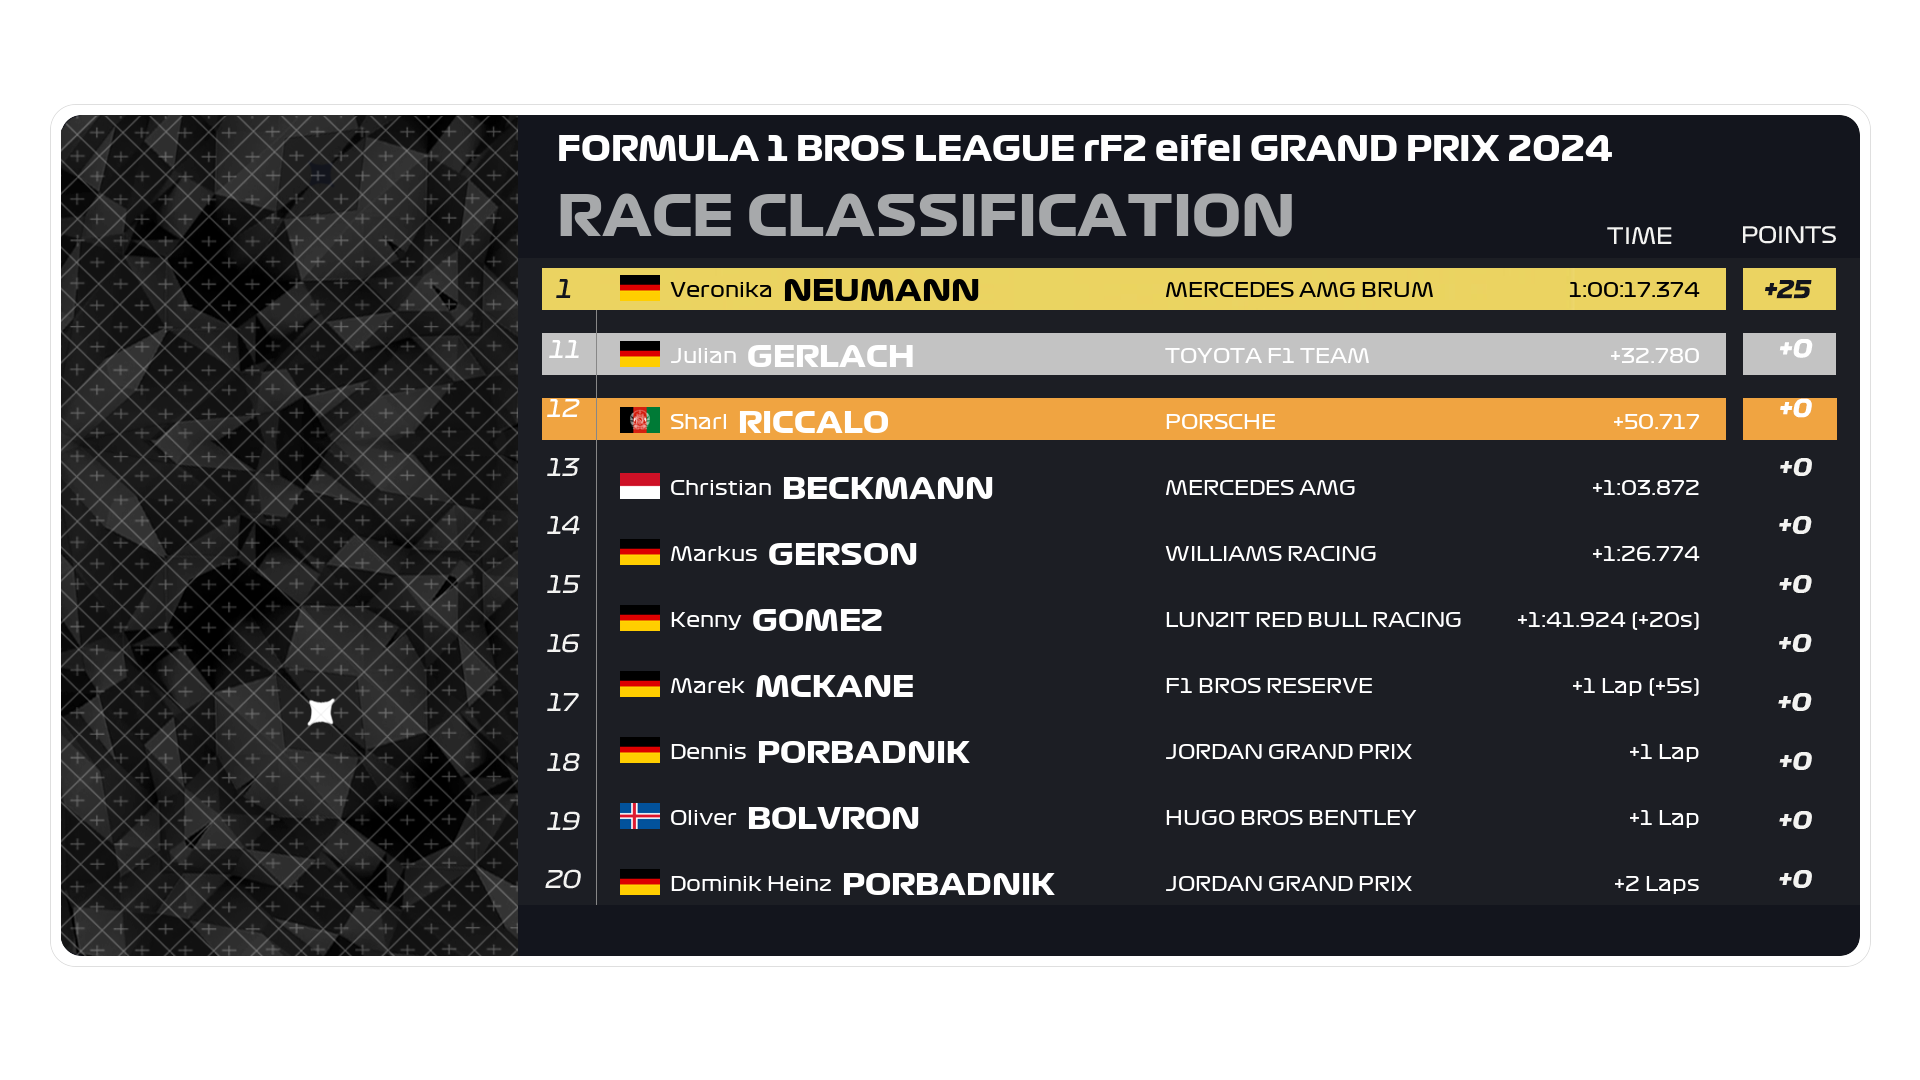 FORMULA 1 BROS LEAGUE rF2 eifel GRAND PRIX 2024
RACE CLASSIFICATION
TIME POINTS
1 Veronika NEUMANN MERCEDES AMG BRUM 1:00:17.374 +25
11 Julian GERLACH TOYOTA F1 TEAM +32.780 +0
12 Sharl RICCALO PORSCHE +50.717 +0
13 Christian BECKMANN MERCEDES AMG +1:03.872 +0
14 Markus GERSON WILLIAMS RACING +1:26.774 +0
15 Kenny GOMEZ LUNZIT RED BULL RACING +1:41.924 (+20s) +0
16 Marek MCKANE F1 BROS RESERVE +1 Lap (+5s) +0
17 Dennis PORBADNIK JORDAN GRAND PRIX +1 Lap +0
18 Oliver BOLVRON HUGO BROS BENTLEY +1 Lap +0
19 Dominik Heinz PORBADNIK JORDAN GRAND PRIX +2 Laps +0
20 +0